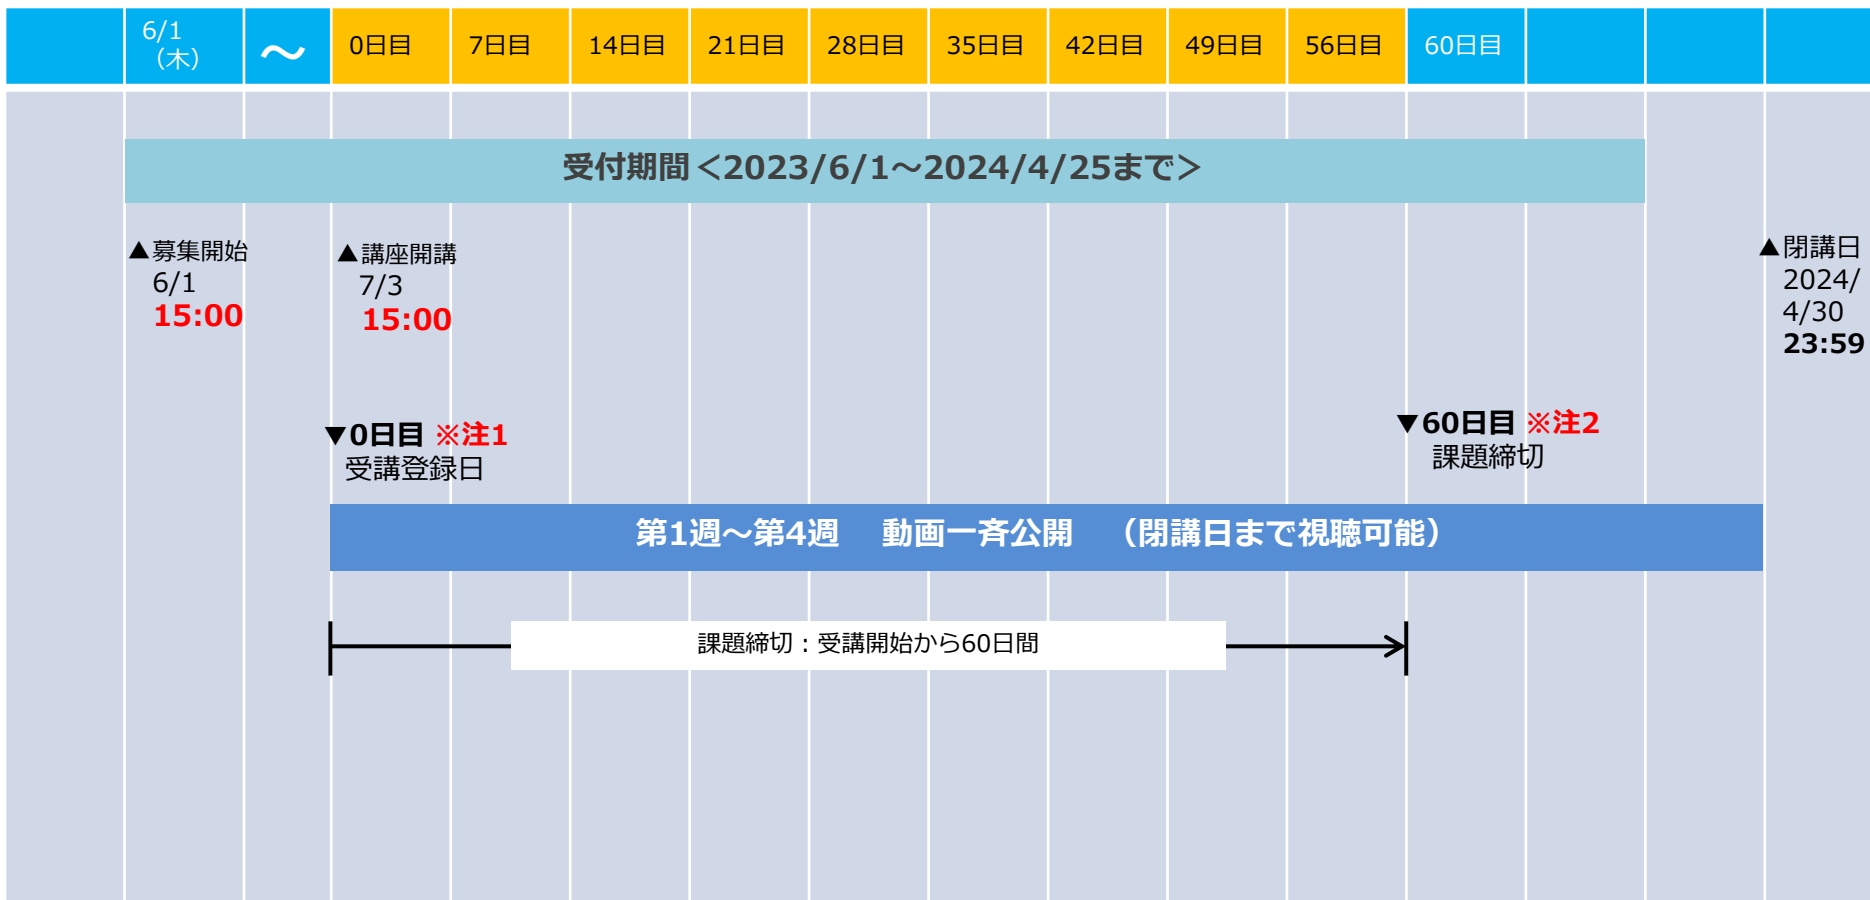 6/1
（木）
～
0日目
7日目
14日目
21日目
28日目
35日目
42日目
49日目
56日目
60日目
受付期間＜2023/6/1～2024/4/25まで＞
▲募集開始
6/1
15:00
▲講座開講
7/3
15:00
▲閉講日
2024/
4/30
23:59
▼0日目 ※注1
受講登録日
▼60日目 ※注2
課題締切
第1週～第4週　動画一斉公開　（閉講日まで視聴可能）
課題締切：受講開始から60日間